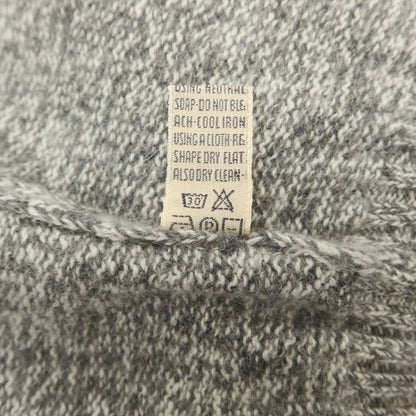 USING NEUTRAL
SOAP-DO NOT BLE:
ACH-COOL IRON
USING A CLOTH-RE:
SHAPE DRY FLAT
ALSO DRY CLEAN-
30
P